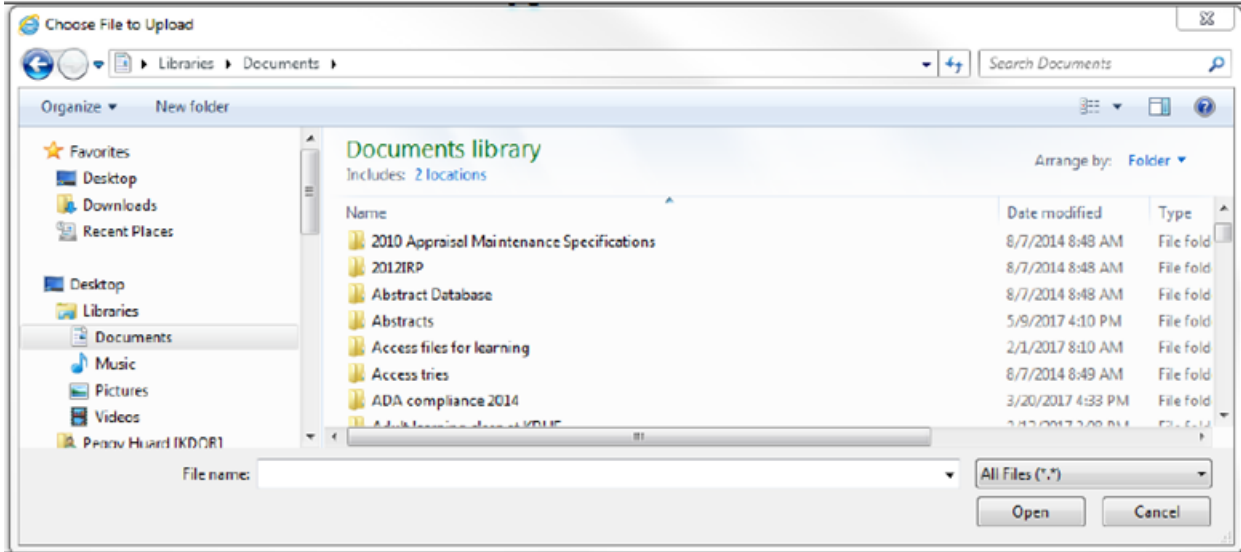 Choose File to Upload
Libraries Documents
Search Documents
Organize New folder
Favorites
Desktop
Downloads
Recent Places
Desktop
Libraries
Documents
Music
Pictures
Videos
Peggy Huard [KDOR]
Documents library
Includes: 2 locations
Arrange by: Folder
Name Date modified Type
2010 Appraisal Maintenance Specifications 8/7/2014 8:48 AM File fold
2012IRP 8/7/2014 8:48 AM File fold
Abstract Database 8/7/2014 8:48 AM File fold
Abstracts 5/9/2017 4:10 PM File fold
Access files for learning 2/1/2017 8:10 AM File fold
Access tries 8/7/2014 8:49 AM File fold
ADA compliance 2014 3/20/2017 4:33 PM File fold
File name: All Files (*.*)
Open Cancel